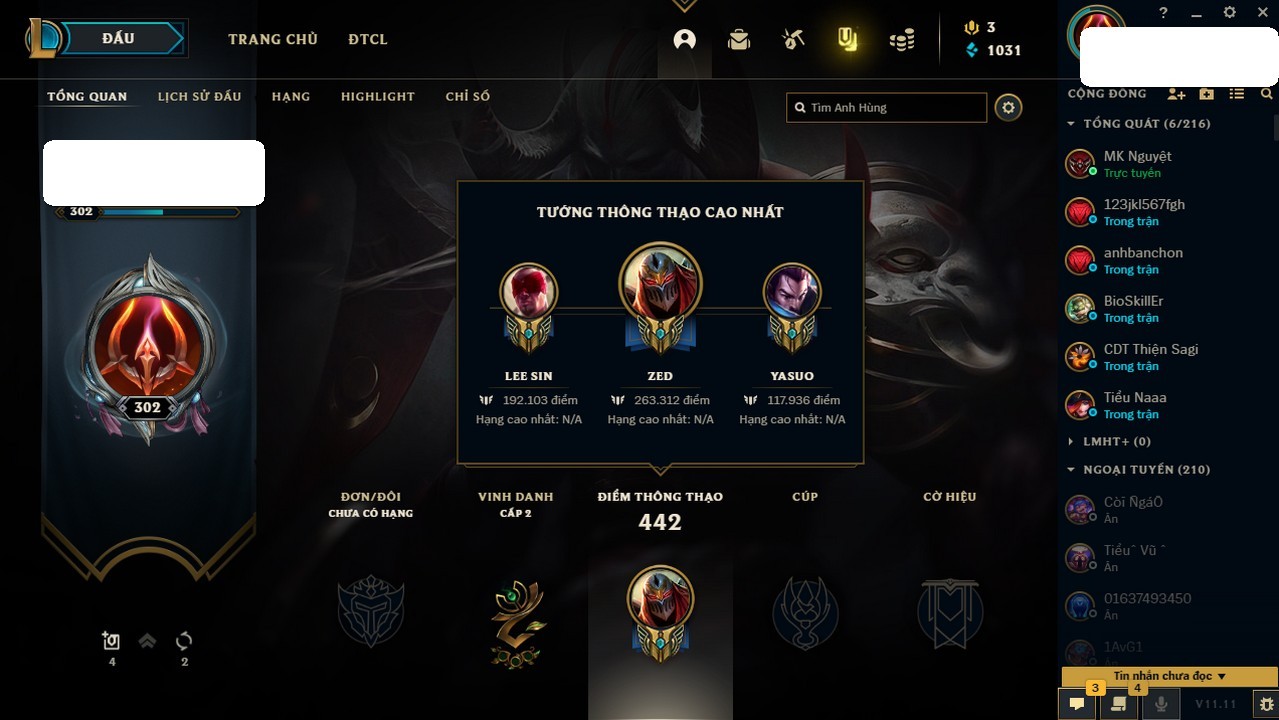 ĐẤU
TRANG CHỦ
ĐTCL
3
1031
TỔNG QUAN
LỊCH SỬ ĐẤU
HẠNG
HIGHLIGHT
CHỈ SỐ
Tìm Anh Hùng
302
302
4
2
TƯỚNG THÔNG THẠO CAO NHẤT
LEE SIN
192.103 điểm
Hạng cao nhất: N/A
ZED
263.312 điểm
Hạng cao nhất: N/A
YASUO
117.936 điểm
Hạng cao nhất: N/A
ĐƠN/ĐÔI
CHƯA CÓ HẠNG
VINH DANH
CẤP 2
ĐIỂM THÔNG THẠO
442
CÚP
CỜ HIỆU
?
CỘNG ĐỒNG
TỔNG QUÁT (6/216)
MK Nguyệt
Trực tuyến
123jkl567fgh
Trong trận
anhbanchon
Trong trận
BioSkillEr
Trong trận
CDT Thiện Sagi
Trong trận
Tiểu Naaa
Trong trận
LMHT+ (0)
NGOẠI TUYẾN (210)
Còi ÑgáÖ
Ẩn
Tiểuˆ Vũ ˆ
Ẩn
01637493450
Ẩn
1AvG1
Ẩn
Tin nhắn chưa đọc
3
4
V11.11